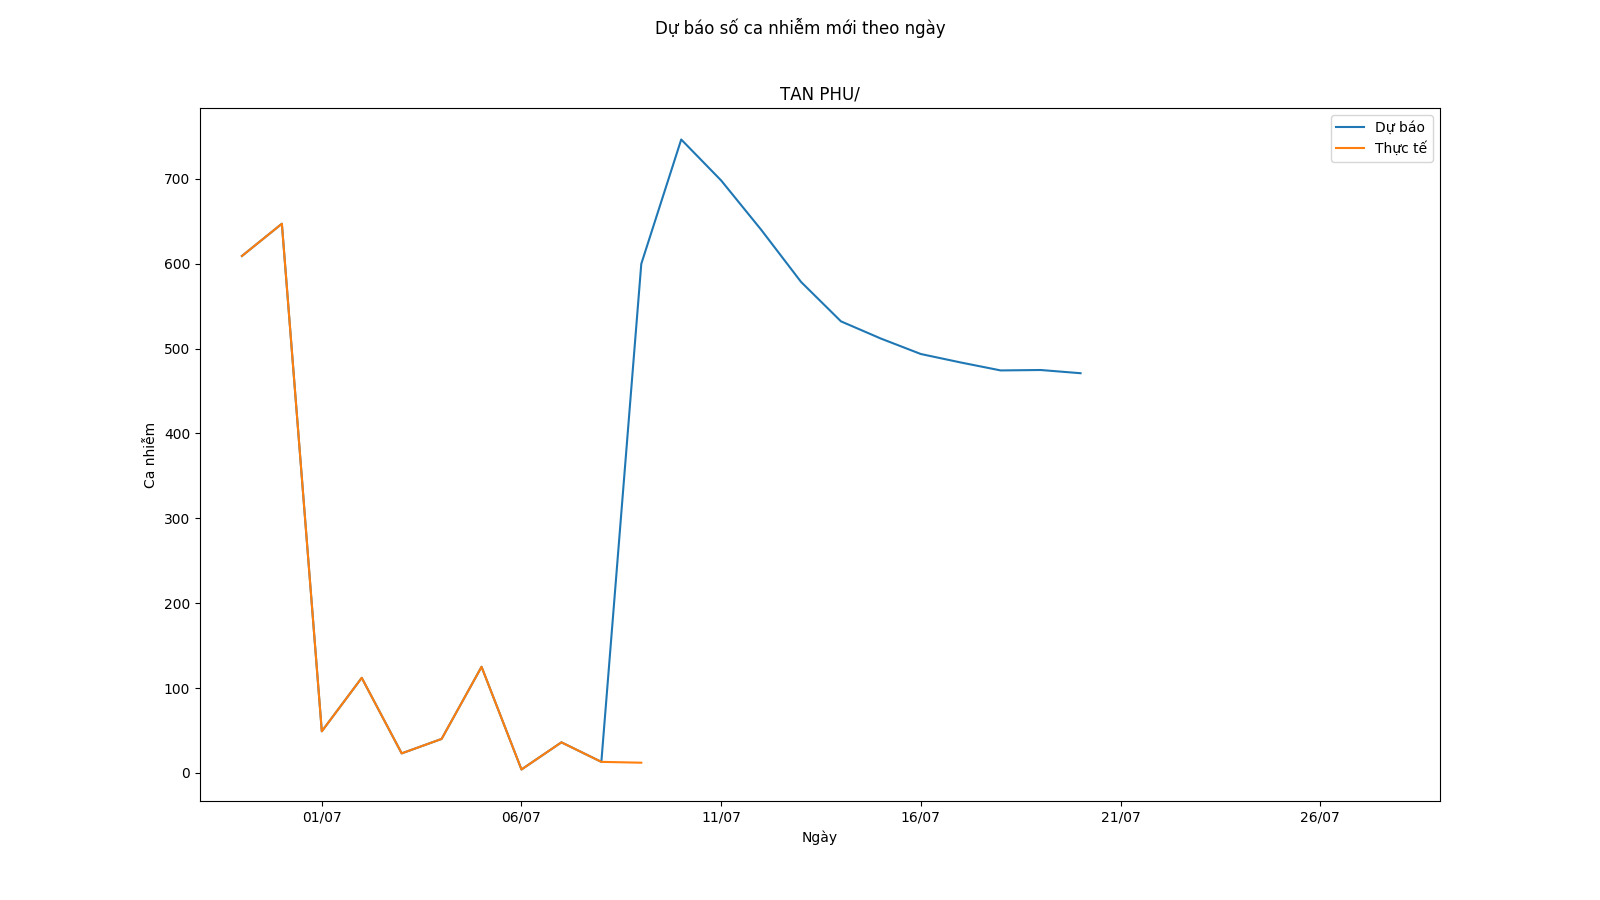 Dự báo số ca nhiễm mới theo ngày
TAN PHU/
Dự báo
Thực tế
700
600
500
400
300
200
100
0
Ca nhiễm
01/07
06/07
11/07
16/07
21/07
26/07
Ngày